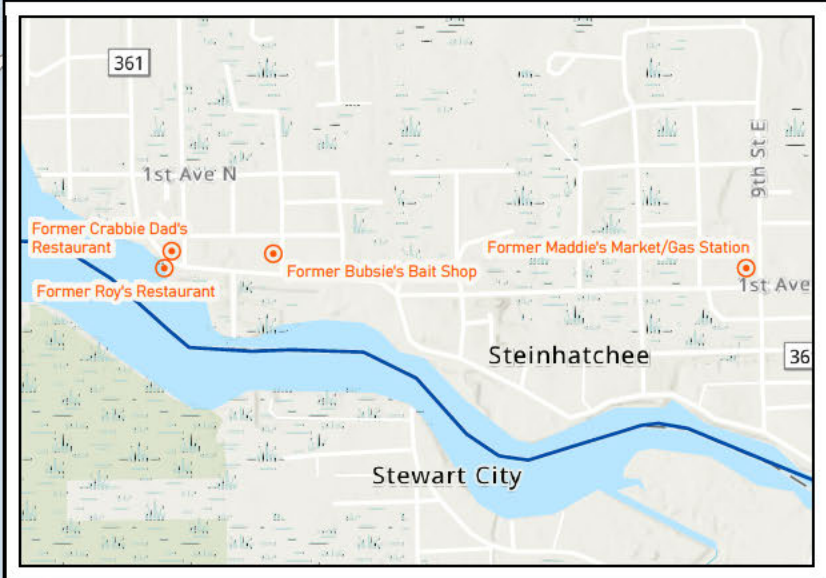 361
1st Ave N
9th St E
Former Crabbie Dad's
Restaurant
Former Maddie's Market/Gas Station
Former Bubsie's Bait Shop
Former Roy's Restaurant
1st Ave
Steinhatchee
36
Stewart City